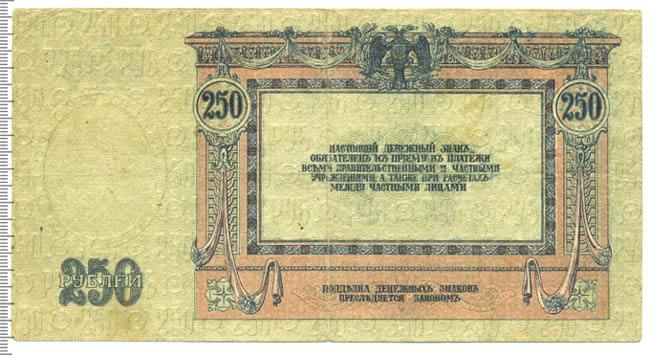 250
250
НАСТОЯЩІЙ ДЕНЕЖНЫЙ ЗНАКЪ
ОБЯЗАТЕЛЕНЪ КЪ ПРІЕМУ ВЪ ПЛАТЕЖИ
ВСѢМИ ПРАВИТЕЛЬСТВЕННЫМИ И ЧАСТНЫМИ
УЧРЕЖДЕНІЯМИ, А ТАКЖЕ ПРИ РАСЧЕТАХЪ
МЕЖДУ ЧАСТНЫМИ ЛИЦАМИ
250
РУБЛЕЙ
ПОДДѢЛКА ДЕНЕЖНЫХЪ ЗНАКОВЪ
ПРЕСЛѢДУЕТСЯ ЗАКОНОМЪ